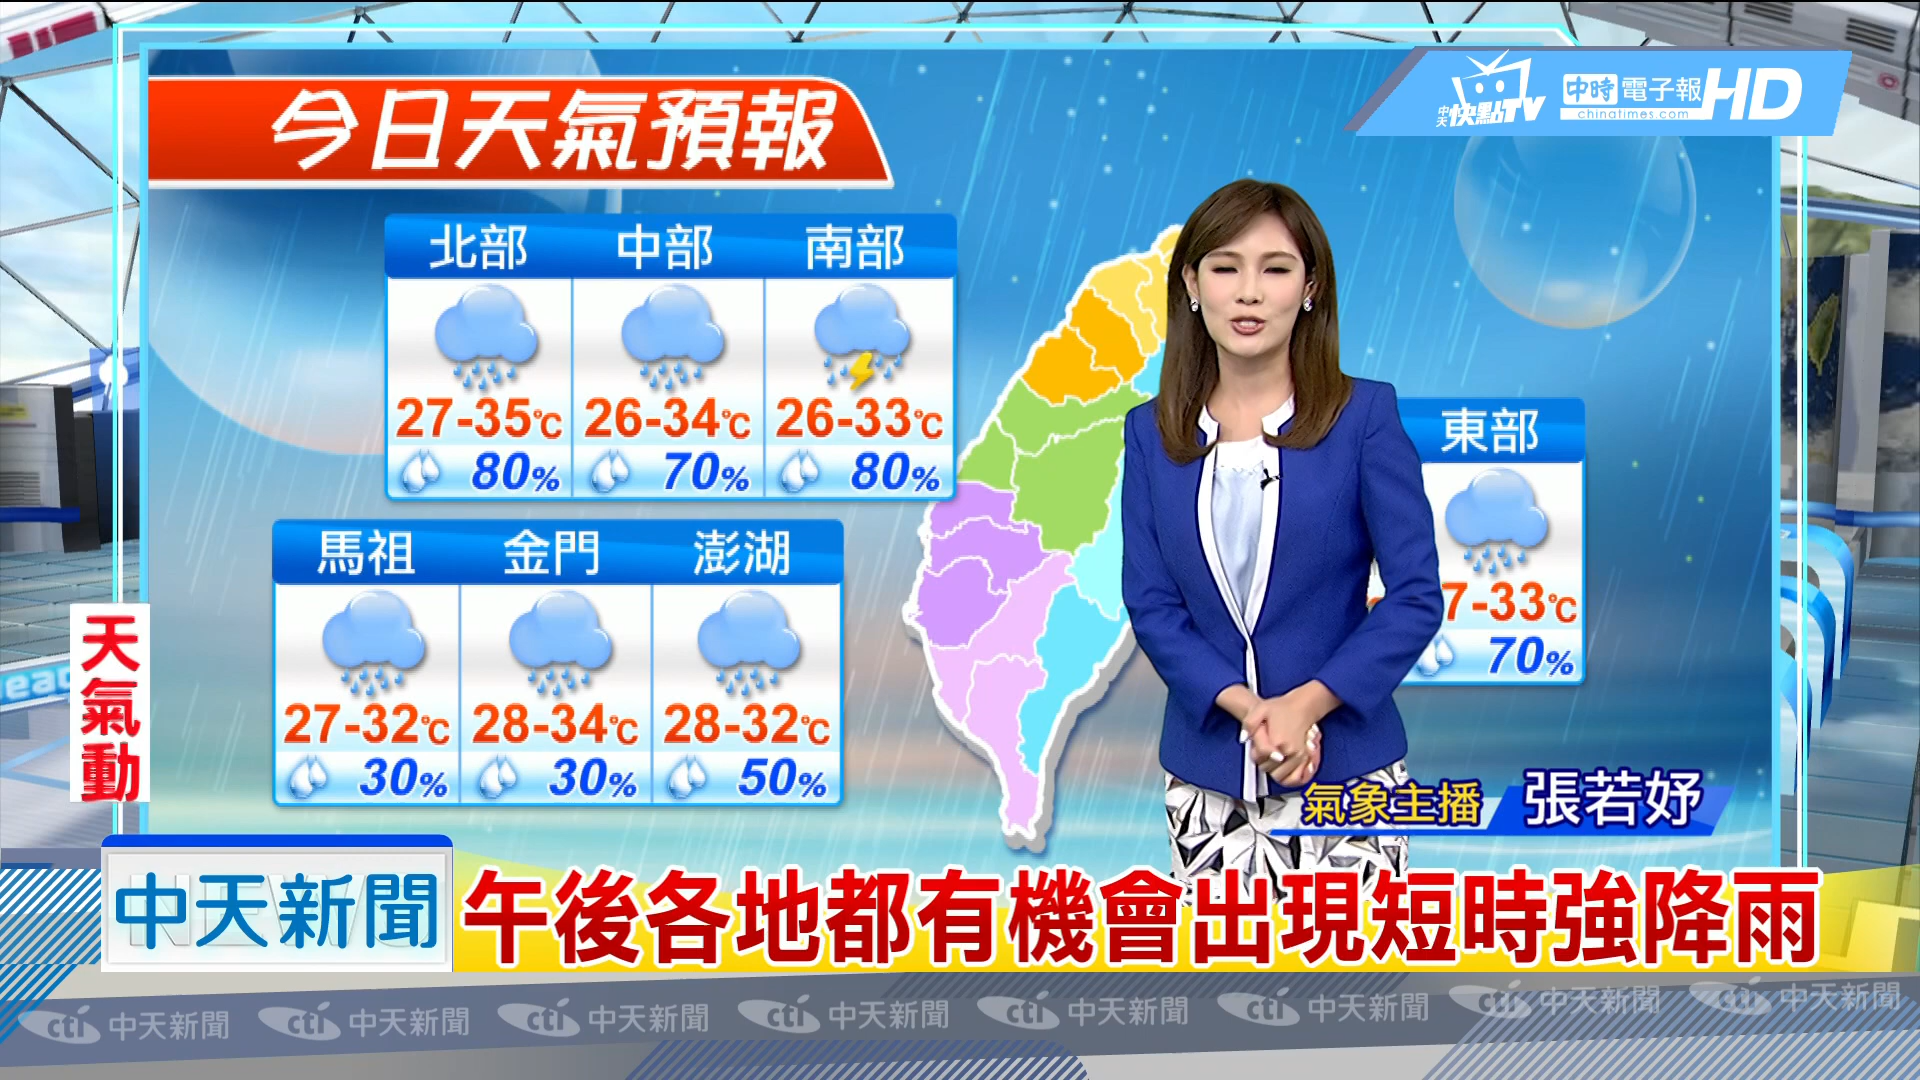 今日天氣預報
中天快點TV
中時電子報HD
chinatimes.com
北部 中部 南部
27-35℃ 26-34℃ 26-33℃
80% 70% 80%
東部
7-33℃
70%
馬祖 金門 澎湖
27-32℃ 28-34℃ 28-32℃
30% 30% 50%
天氣動
氣象主播 張若妤
中天新聞
午後各地都有機會出現短時強降雨
cti 中天新聞 cti 中天新聞 cti 中天新聞 cti 中天新聞 cti 中天新聞 cti 中天新聞 cti 中天新聞 cti 中天新聞